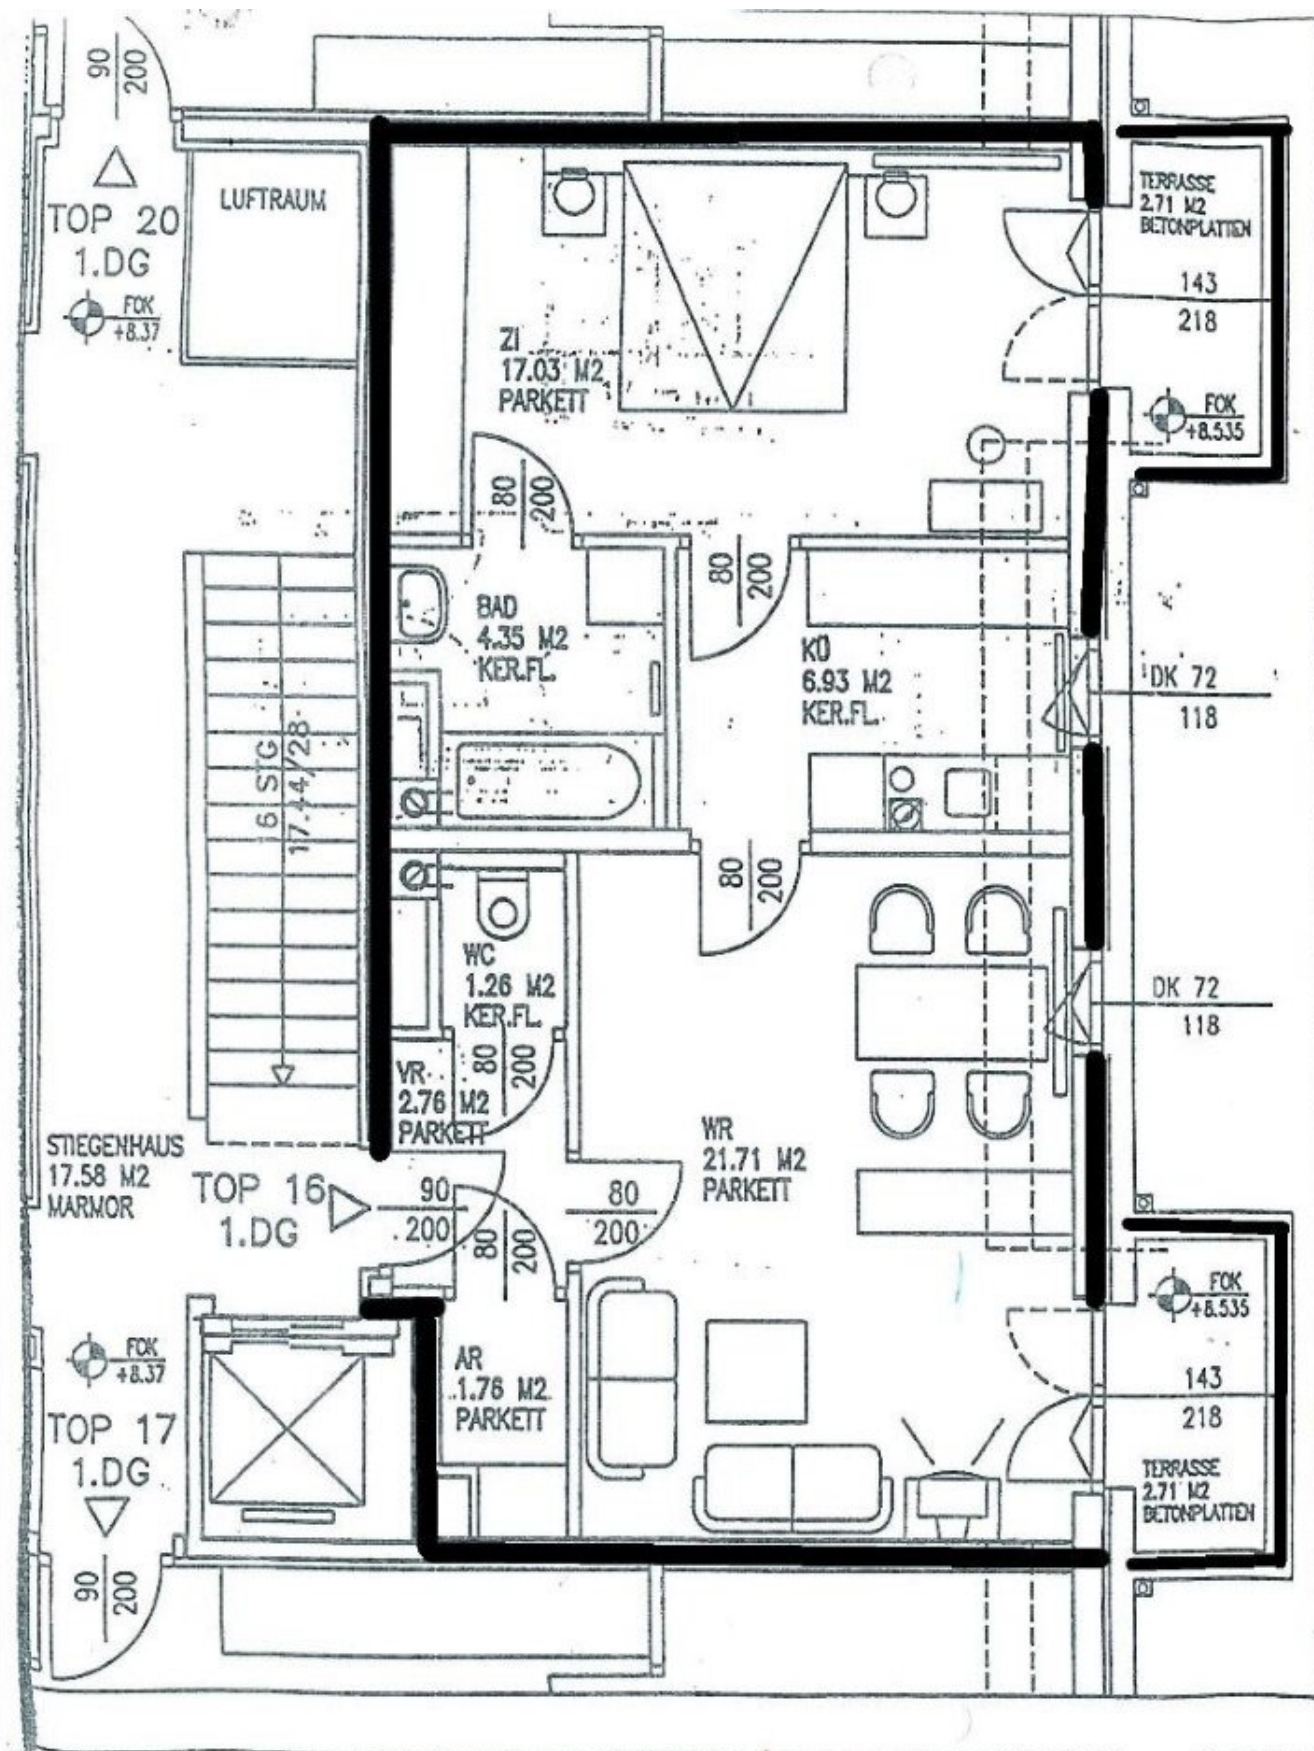 90
200
TOP 20
1.DG
FOK
+8.37
LUFTRAUM
TERRASSE
2.71 M2
BETONPLATTEN
143
218
FOK
+8.535
ZI
17.03 M2
PARKETT
80
200
80
200
BAD
4.35 M2
KER.FL.
KÜ
6.93 M2
KER.FL.
DK 72
118
16 STG
17.44/28
80
200
WC
1.26 M2
KER.FL.
80
200
DK 72
118
VR
2.76 M2
PARKETT
WR
21.71 M2
PARKETT
STIEGENHAUS
17.58 M2
MARMOR
TOP 16
1.DG
90
200
80
200
80
200
FOK
+8.535
FOK
+8.37
AR
1.76 M2
PARKETT
143
218
TOP 17
1.DG
TERRASSE
2.71 M2
BETONPLATTEN
90
200